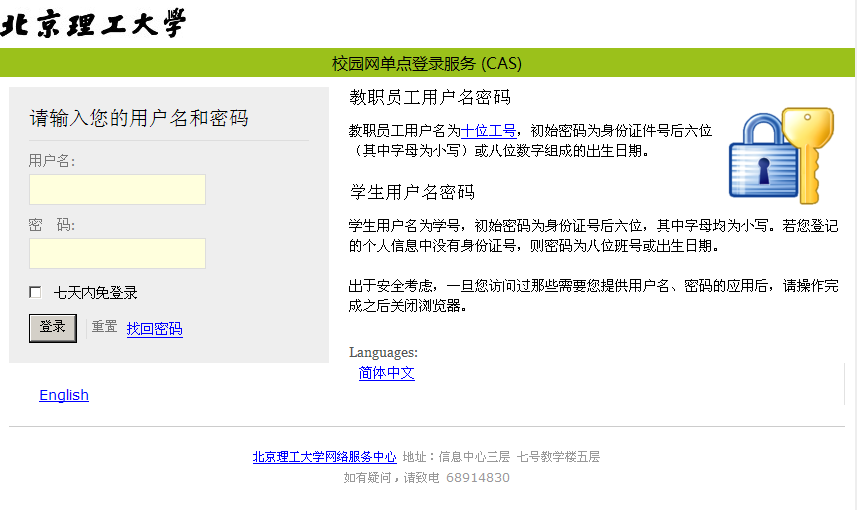 北京理工大學
校园网单点登录服务 (CAS)
请输入您的用户名和密码
用户名:
密 码:
七天内免登录
登录 重置 找回密码
English
教职员工用户名密码
教职员工用户名为十位工号，初始密码为身份证件号后六位
（其中字母为小写）或八位数字组成的出生日期。
学生用户名密码
学生用户名为学号，初始密码为身份证号后六位，其中字母均为小写。若您登记
的个人信息中没有身份证号，则密码为八位班号或出生日期。
出于安全考虑，一旦您访问过那些需要您提供用户名、密码的应用后，请操作完
成之后关闭浏览器。
Languages:
简体中文
北京理工大学网络服务中心 地址：信息中心三层 七号教学楼五层
如有疑问，请致电 68914830